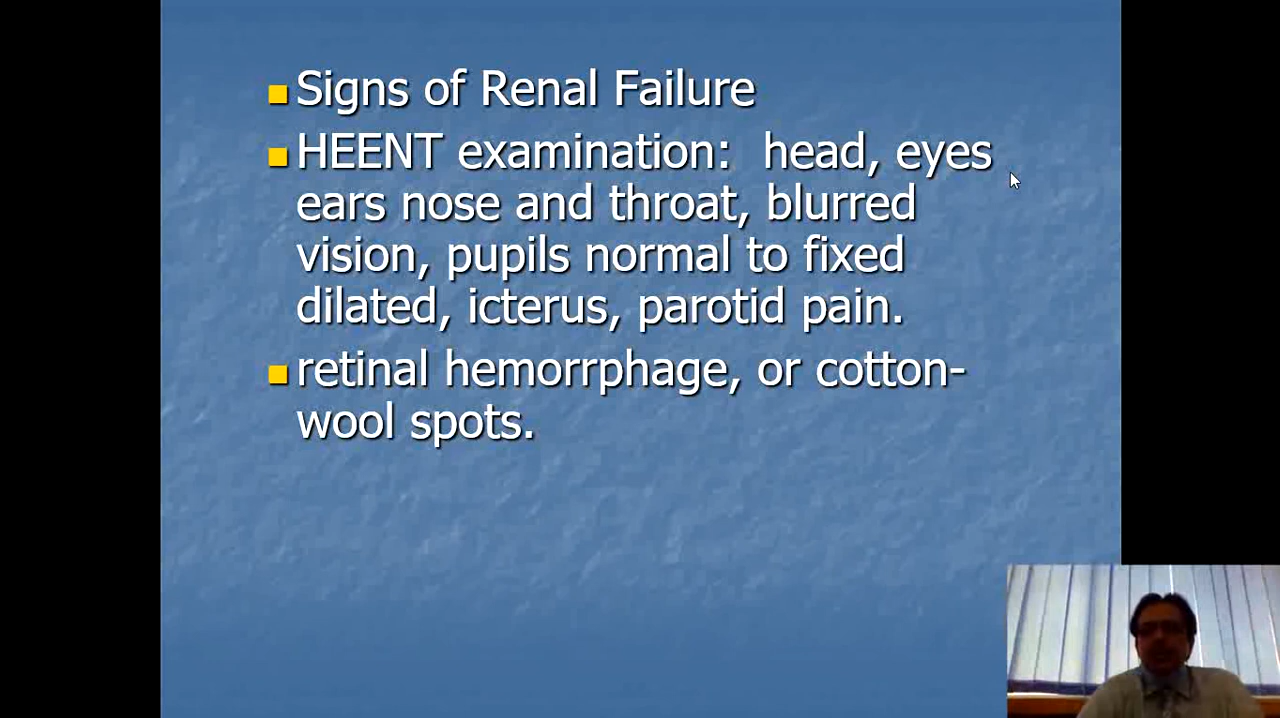 Signs of Renal Failure
HEENT examination: head, eyes
ears nose and throat, blurred
vision, pupils normal to fixed
dilated, icterus, parotid pain.
retinal hemorrphage, or cotton-
wool spots.